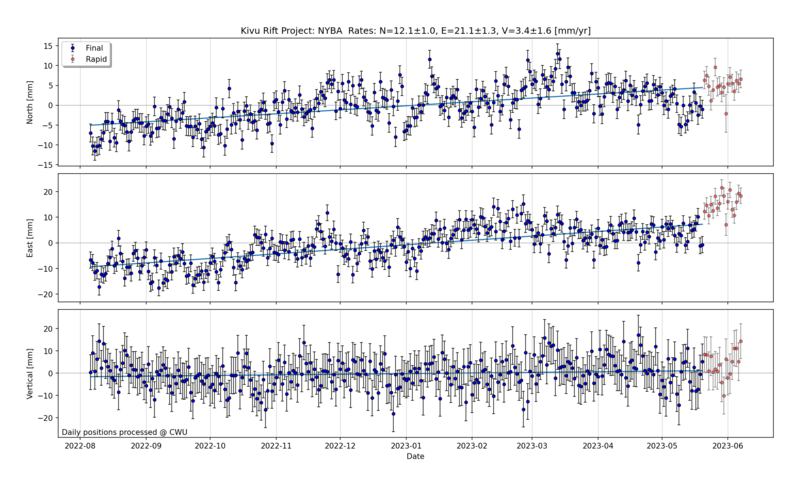 Kivu Rift Project: NYBA Rates: N=12.1±1.0, E=21.1±1.3, V=3.4±1.6 [mm/yr]
Final
Rapid
North [mm]
15
10
5
0
−5
−10
−15
East [mm]
20
10
0
−10
−20
Vertical [mm]
20
10
0
−10
−20
Daily positions processed @ CWU
2022-08 2022-09 2022-10 2022-11 2022-12 2023-01 2023-02 2023-03 2023-04 2023-05 2023-06
Date